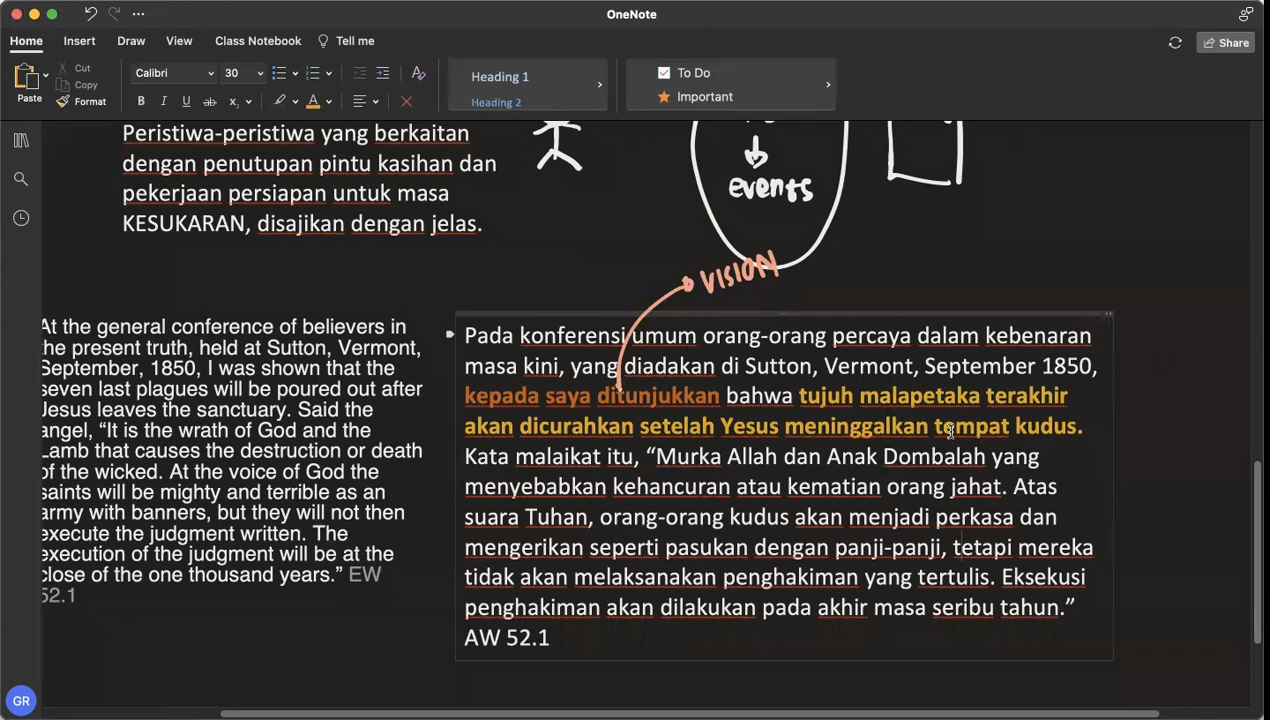 OneNote
Home Insert Draw View Class Notebook Tell me
Share
Paste
Cut
Copy
Format
Calibri 30
B I U ab x₂ A
Heading 1
Heading 2
To Do
Important
Peristiwa-peristiwa yang berkaitan
dengan penutupan pintu kasihan dan
pekerjaan persiapan untuk masa
KESUKARAN, disajikan dengan jelas.
events
VISION
At the general conference of believers in
the present truth, held at Sutton, Vermont,
September, 1850, I was shown that the
seven last plagues will be poured out after
Jesus leaves the sanctuary. Said the
angel, “It is the wrath of God and the
Lamb that causes the destruction or death
of the wicked. At the voice of God the
saints will be mighty and terrible as an
army with banners, but they will not then
execute the judgment written. The
execution of the judgment will be at the
close of the one thousand years.” EW
52.1
Pada konferensi umum orang-orang percaya dalam kebenaran
masa kini, yang diadakan di Sutton, Vermont, September 1850,
kepada saya ditunjukkan bahwa tujuh malapetaka terakhir
akan dicurahkan setelah Yesus meninggalkan tempat kudus.
Kata malaikat itu, “Murka Allah dan Anak Dombalah yang
menyebabkan kehancuran atau kematian orang jahat. Atas
suara Tuhan, orang-orang kudus akan menjadi perkasa dan
mengerikan seperti pasukan dengan panji-panji, tetapi mereka
tidak akan melaksanakan penghakiman yang tertulis. Eksekusi
penghakiman akan dilakukan pada akhir masa seribu tahun.”
AW 52.1
GR